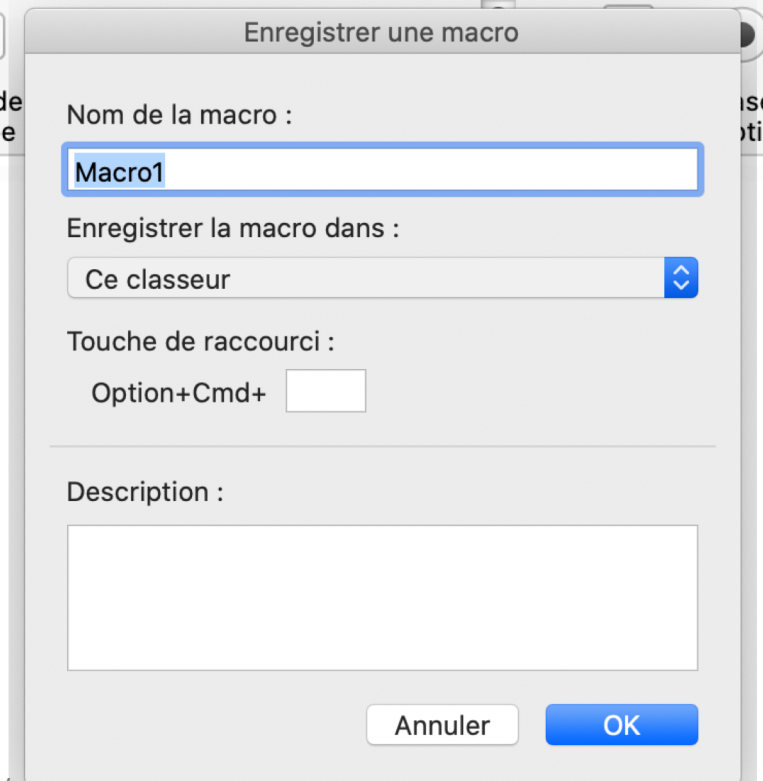 Enregistrer une macro
de
e
Nom de la macro :
Macro1
Enregistrer la macro dans :
Ce classeur
Touche de raccourci :
Option+Cmd+
Description :
Annuler
OK